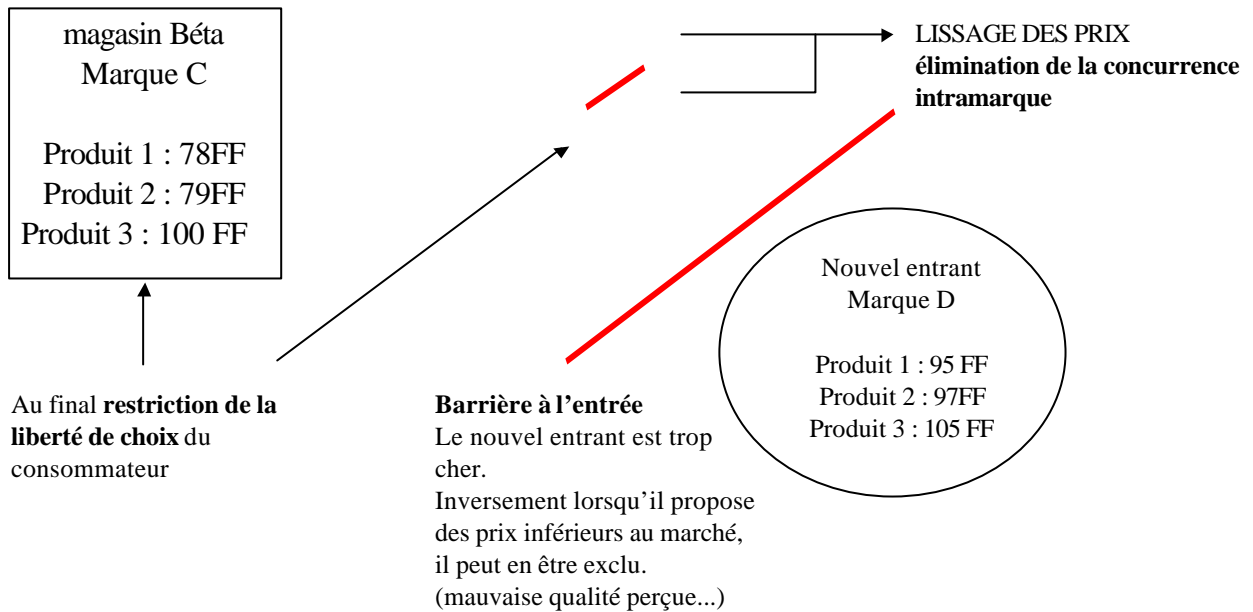 magasin Béta
Marque C
Produit 1 : 78FF
Produit 2 : 79FF
Produit 3 : 100 FF
LISSAGE DES PRIX
élimination de la concurrence
intramarque
Nouvel entrant
Marque D
Produit 1 : 95 FF
Produit 2 : 97FF
Produit 3 : 105 FF
Au final restriction de la
liberté de choix du
consommateur
Barrière à l’entrée
Le nouvel entrant est trop
cher.
Inversement lorsqu’il propose
des prix inférieurs au marché,
il peut en être exclu.
(mauvaise qualité perçue...)